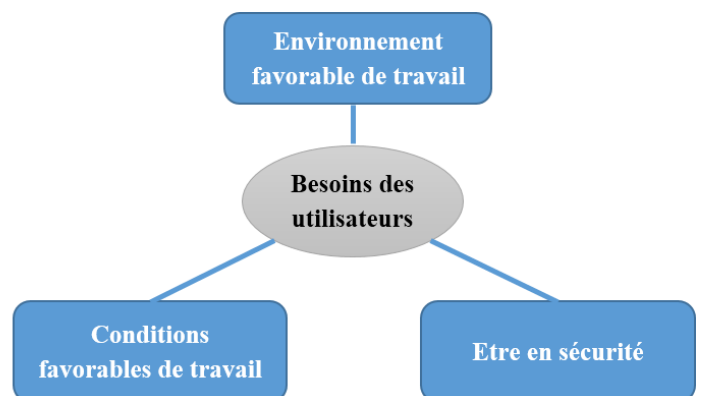 Environnement
favorable de travail
Besoins des
utilisateurs
Conditions
favorables de travail
Etre en sécurité